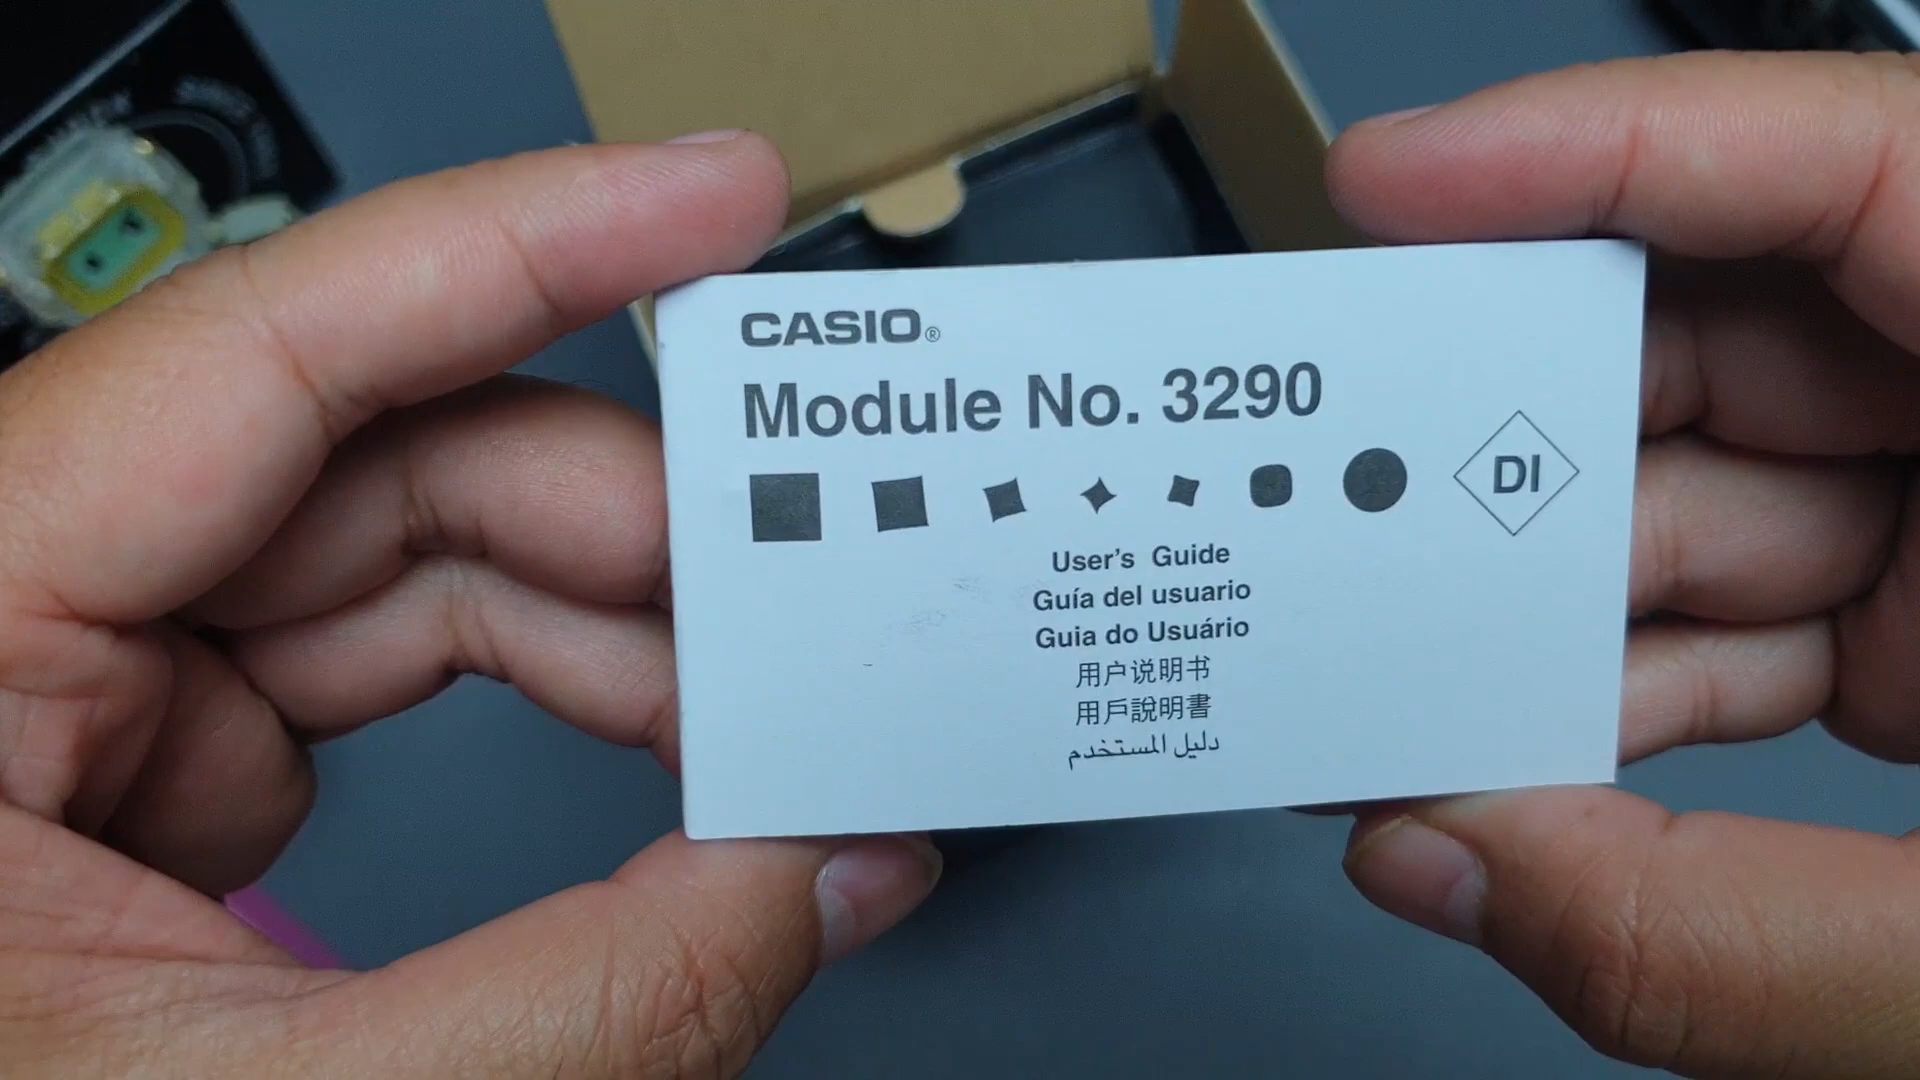 CASIO®
Module No. 3290
DI
User's Guide
Guía del usuario
Guia do Usuário
用户说明书
用戶說明書
دليل المستخدم